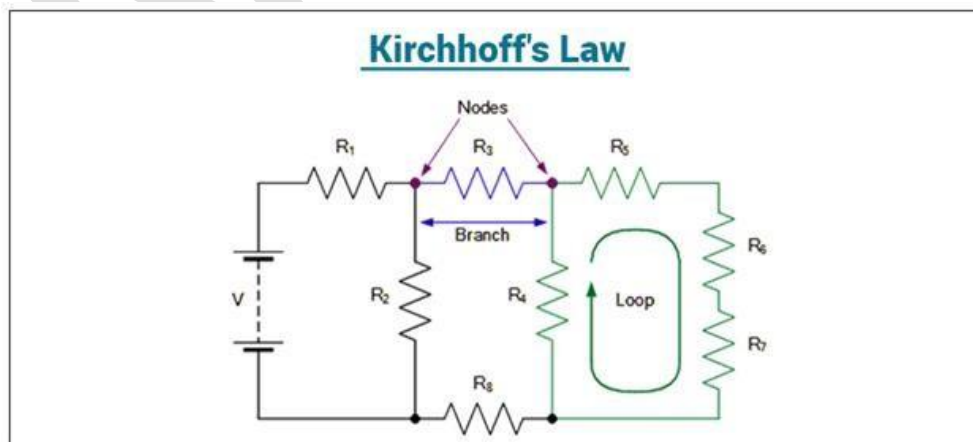 Kirchhoff's Law
Nodes
R₁
R₃
R₅
Branch
R₆
V
R₂
R₄
Loop
R₇
R₈